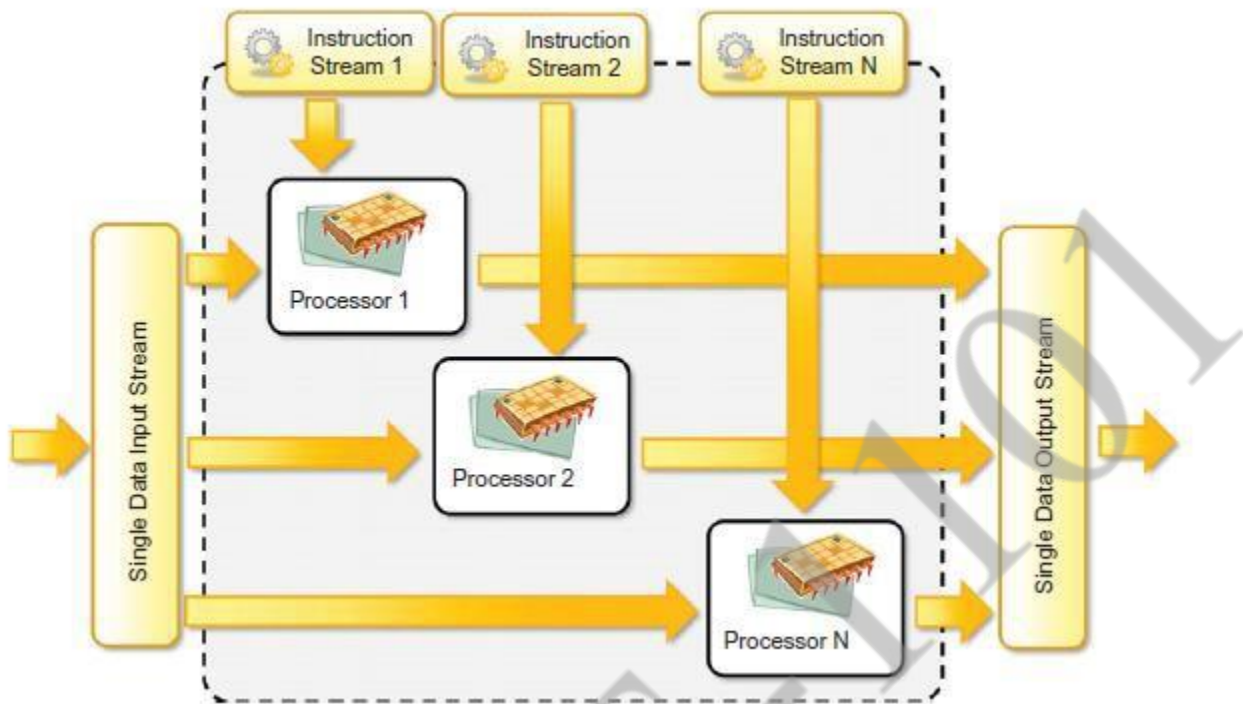 Instruction
Stream 1
Instruction
Stream 2
Instruction
Stream N
Single Data Input Stream
Processor 1
Processor 2
Processor N
Single Data Output Stream